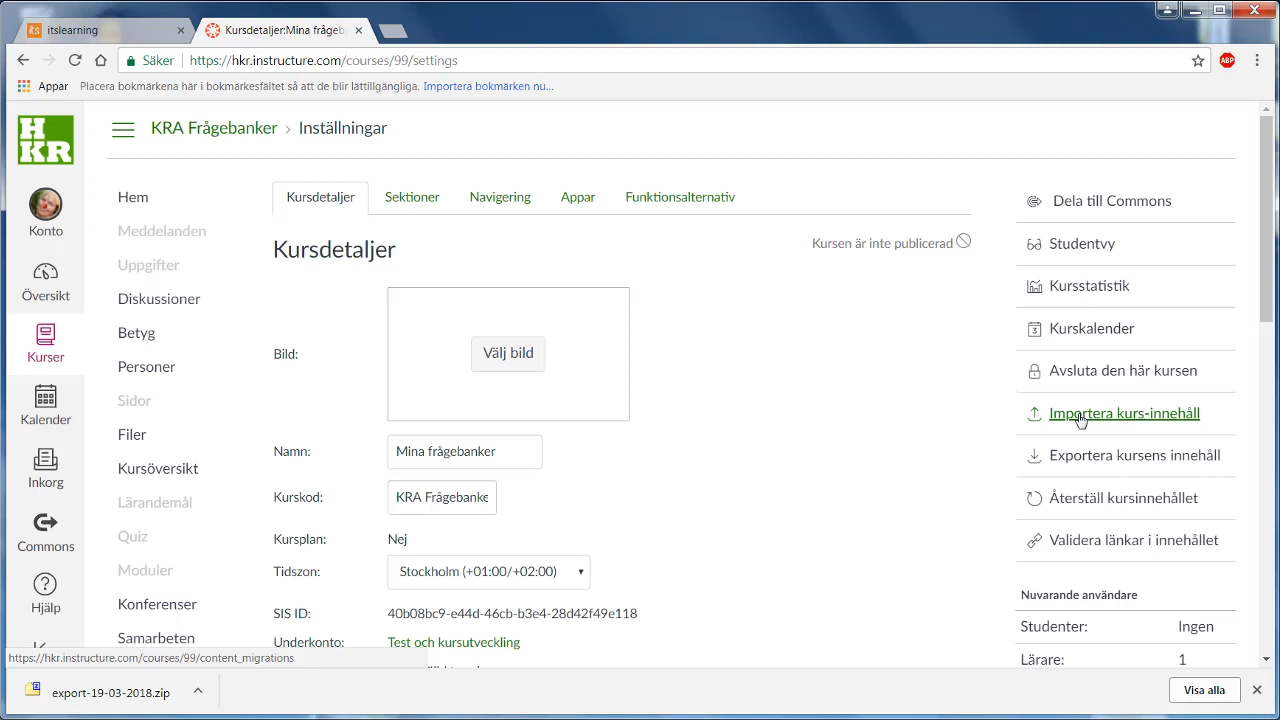 itslearning
Kursdetaljer:Mina frågeb
Säker
https://hkr.instructure.com/courses/99/settings
ABP
Appar
Placera bokmärkena här i bokmärkesfältet så att de blir lättillgängliga.
Importera bokmärken nu...
H
KR
KRA Frågebanker › Inställningar
Konto
Översikt
Kurser
Kalender
Inkorg
Commons
Hjälp
Hem
Meddelanden
Uppgifter
Diskussioner
Betyg
Personer
Sidor
Filer
Kursöversikt
Lärandemål
Quiz
Moduler
Konferenser
Samarbeten
Kursdetaljer
Sektioner
Navigering
Appar
Funktionsalternativ
Kursdetaljer
Kursen är inte publicerad
Bild:
Välj bild
Namn:
Mina frågebanker
Kurskod:
KRA Frågebanke
Kursplan:
Nej
Tidszon:
Stockholm (+01:00/+02:00)
SIS ID:
40b08bc9-e44d-46cb-b3e4-28d42f49e118
Underkonto:
Test och kursutveckling
Dela till Commons
Studentvy
Kursstatistik
Kurskalender
Avsluta den här kursen
Importera kurs-innehåll
Exportera kursens innehåll
Återställ kursinnehållet
Validera länkar i innehållet
Nuvarande användare
Studenter:
Ingen
Lärare:
1
https://hkr.instructure.com/courses/99/content_migrations
export-19-03-2018.zip
Visa alla